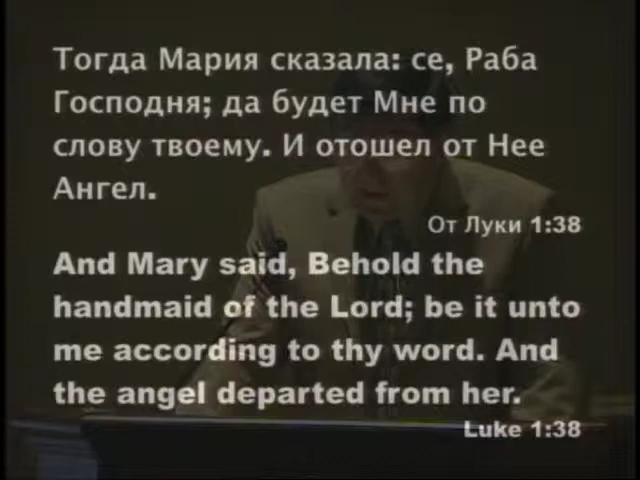 Тогда Мария сказала: се, Раба
Господня; да будет Мне по
слову твоему. И отошел от Нее
Ангел.
От Луки 1:38
And Mary said, Behold the
handmaid of the Lord; be it unto
me according to thy word. And
the angel departed from her.
Luke 1:38